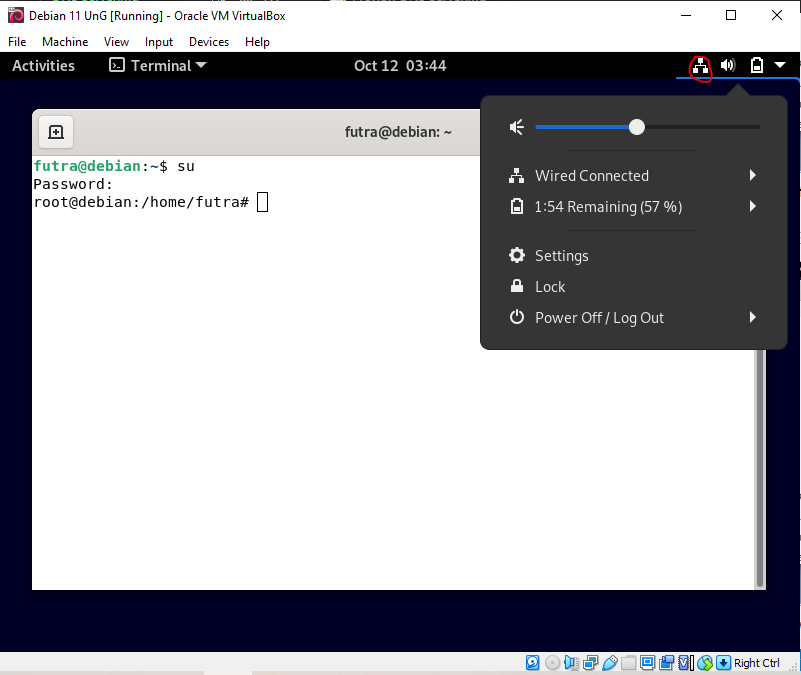 Debian 11 UnG [Running] - Oracle VM VirtualBox
File Machine View Input Devices Help
Activities Terminal Oct 12 03:44
futra@debian: ~
futra@debian:~$ su
Password:
root@debian:/home/futra#
Wired Connected
1:54 Remaining (57 %)
Settings
Lock
Power Off / Log Out
Right Ctrl